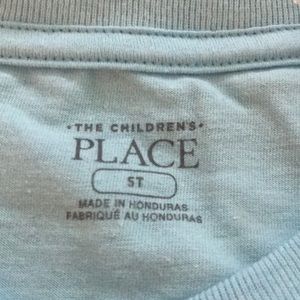 • THE CHILDREN'S •
PLACE
5T
MADE IN HONDURAS
FABRIQUÉ AU HONDURAS